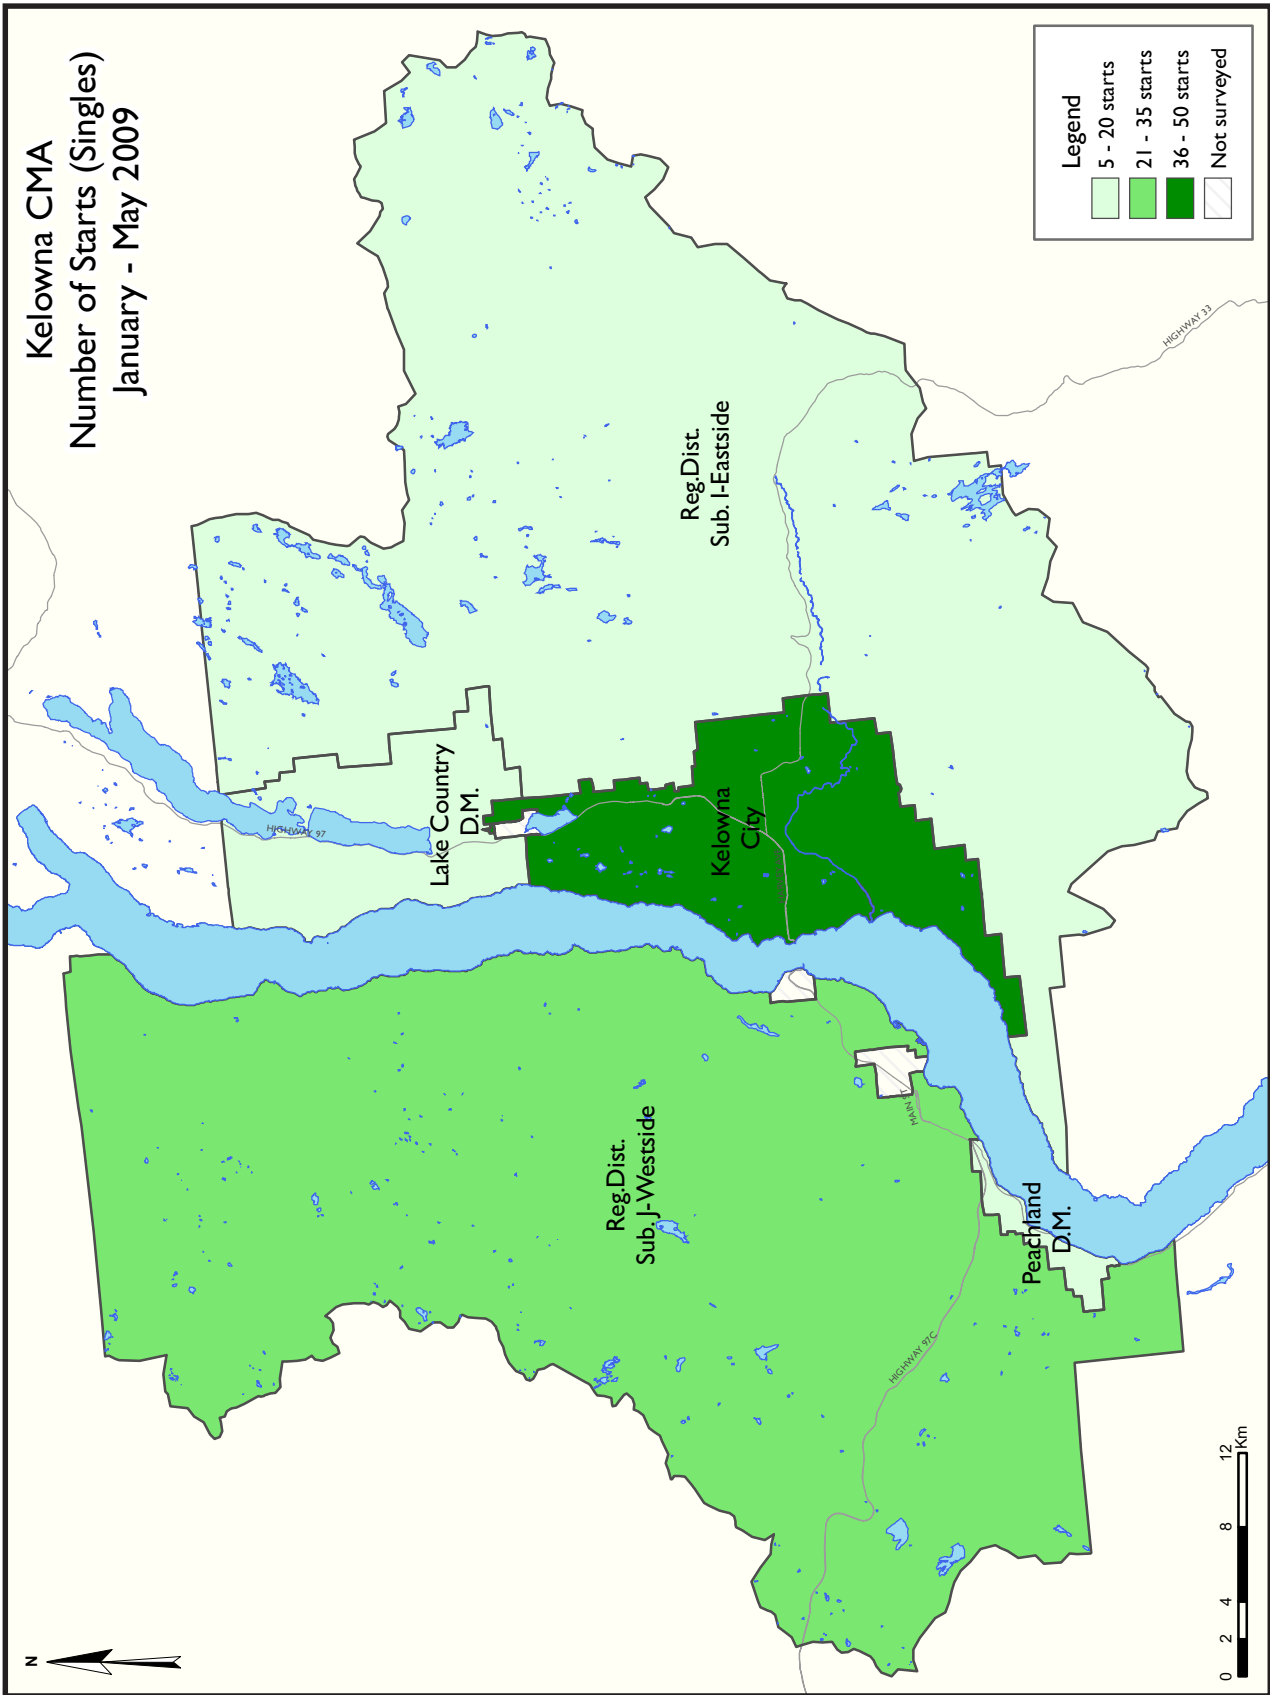 Kelowna CMA
Number of Starts (Singles)
January - May 2009
Legend
5 - 20 starts
21 - 35 starts
36 - 50 starts
Not surveyed
HIGHWAY 33
Reg.Dist.
Sub. I-Eastside
Lake Country
D.M.
HIGHWAY 97
Kelowna
City
Reg.Dist.
Sub. J-Westside
MAIN ST
Peachland
D.M.
HIGHWAY 97C
N
0 2 4 8 12
Km